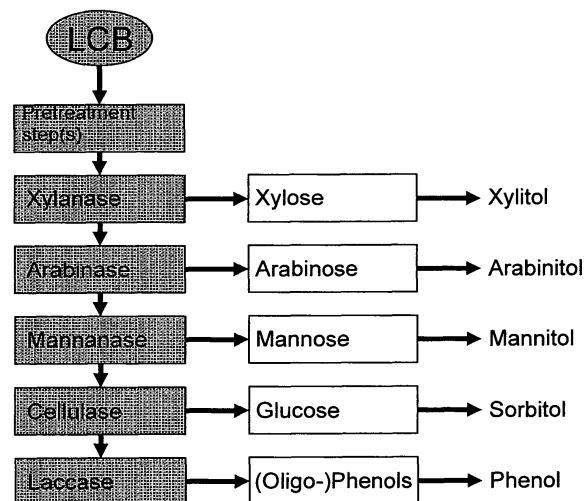 LCB
Pretreatment
step(s)
Xylanase Xylose Xylitol
Arabinase Arabinose Arabinitol
Mannanase Mannose Mannitol
Cellulase Glucose Sorbitol
Laccase (Oligo-)Phenols Phenol